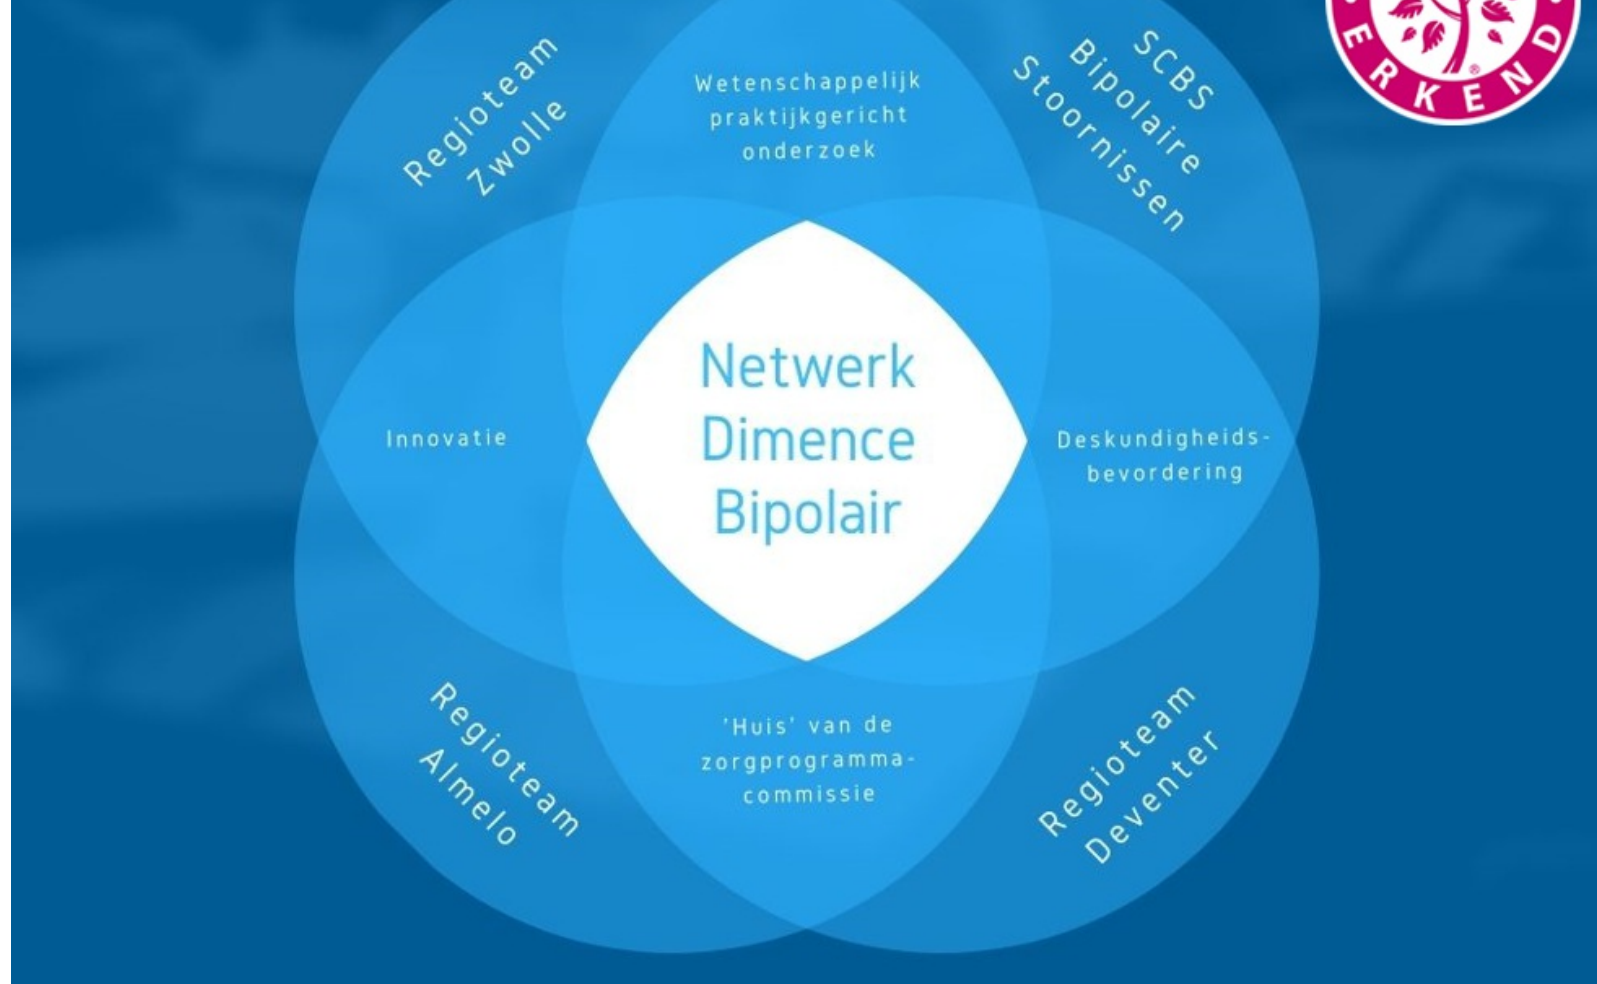 Regioteam
Zwolle
Wetenschappelijk
praktijkgericht
onderzoek
SCBS
Bipolaire
Stoornissen
ERKEND
®
Innovatie
Netwerk
Dimence
Bipolair
Deskundigheids-
bevordering
Regioteam
Almelo
'Huis' van de
zorgprogramma-
commissie
Regioteam
Deventer